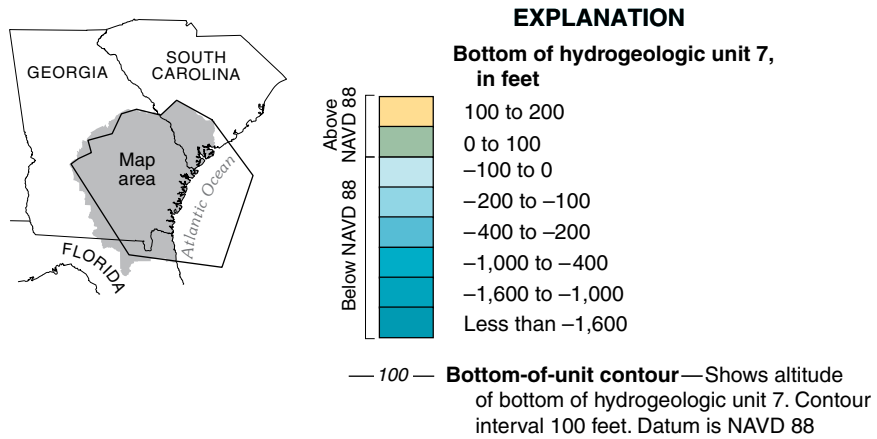 GEORGIA
SOUTH
CAROLINA
Map
area
Atlantic Ocean
FLORIDA
EXPLANATION
Bottom of hydrogeologic unit 7,
in feet
Above
NAVD 88
100 to 200
0 to 100
Below NAVD 88
–100 to 0
–200 to –100
–400 to –200
–1,000 to –400
–1,600 to –1,000
Less than –1,600
— 100 — Bottom-of-unit contour—Shows altitude
of bottom of hydrogeologic unit 7. Contour
interval 100 feet. Datum is NAVD 88